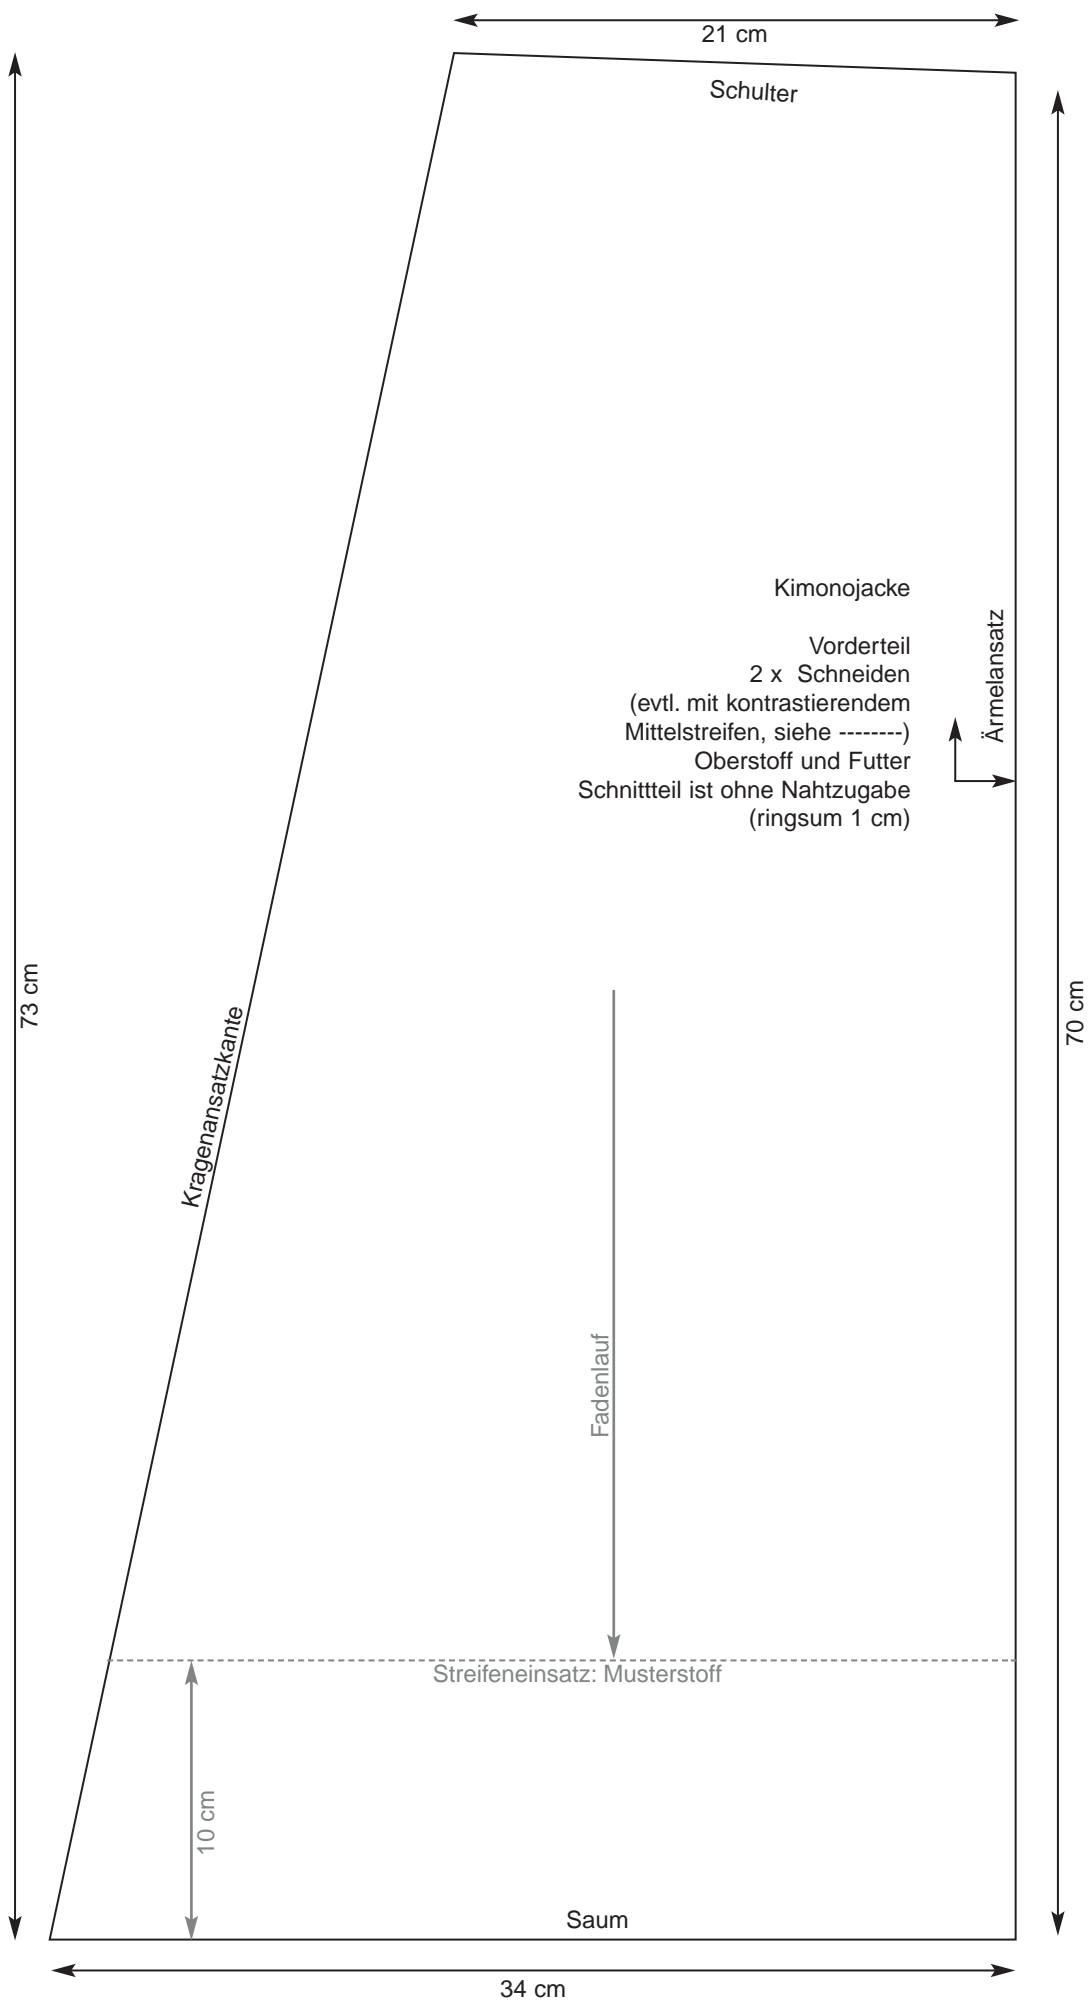 21 cm
Schulter
Kimonojacke
Vorderteil
2 x  Schneiden
(evtl. mit kontrastierendem
Mittelstreifen, siehe --------)
Oberstoff und Futter
Schnittteil ist ohne Nahtzugabe
(ringsum 1 cm)
Ärmelansatz
73 cm
70 cm
Kragenansatzkante
Fadenlauf
Streifeneinsatz: Musterstoff
10 cm
Saum
34 cm